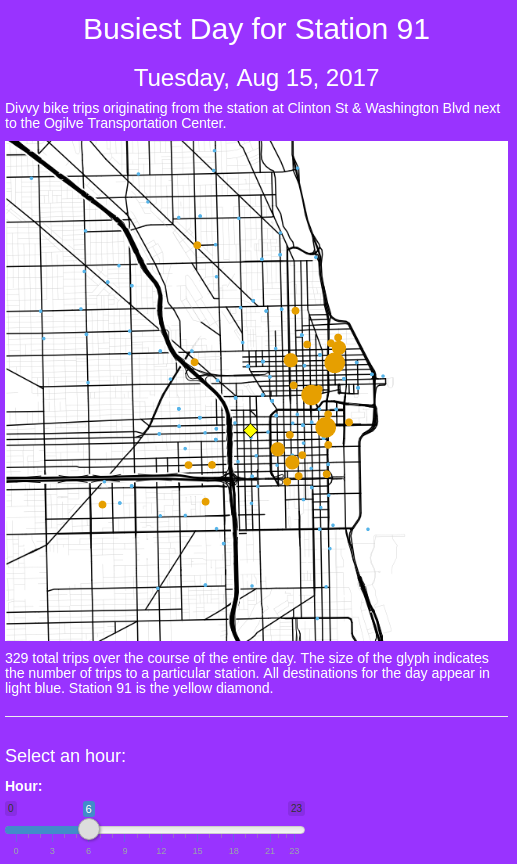 Busiest Day for Station 91
Tuesday, Aug 15, 2017
Divvy bike trips originating from the station at Clinton St & Washington Blvd next
to the Ogilve Transportation Center.
329 total trips over the course of the entire day. The size of the glyph indicates
the number of trips to a particular station. All destinations for the day appear in
light blue. Station 91 is the yellow diamond.
Select an hour:
Hour:
0 6 23
0 3 6 9 12 15 18 21 23